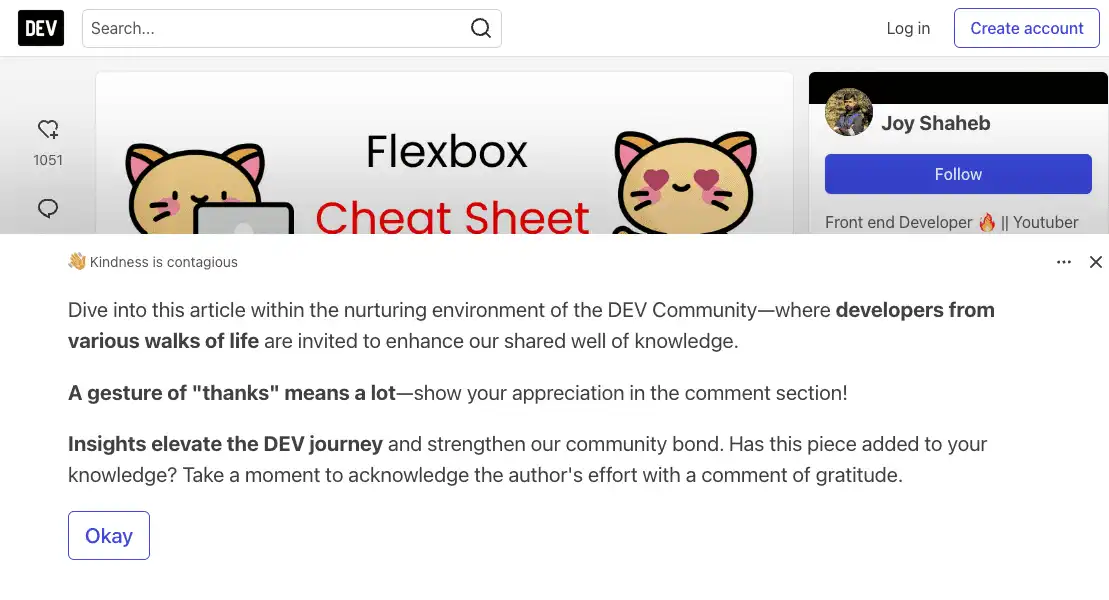 DEV
Search...
Log in
Create account
1051
Flexbox
Cheat Sheet
Joy Shaheb
Follow
Front end Developer 🔥 || Youtuber
👋 Kindness is contagious
Dive into this article within the nurturing environment of the DEV Community—where developers from
various walks of life are invited to enhance our shared well of knowledge.
A gesture of "thanks" means a lot—show your appreciation in the comment section!
Insights elevate the DEV journey and strengthen our community bond. Has this piece added to your
knowledge? Take a moment to acknowledge the author's effort with a comment of gratitude.
Okay